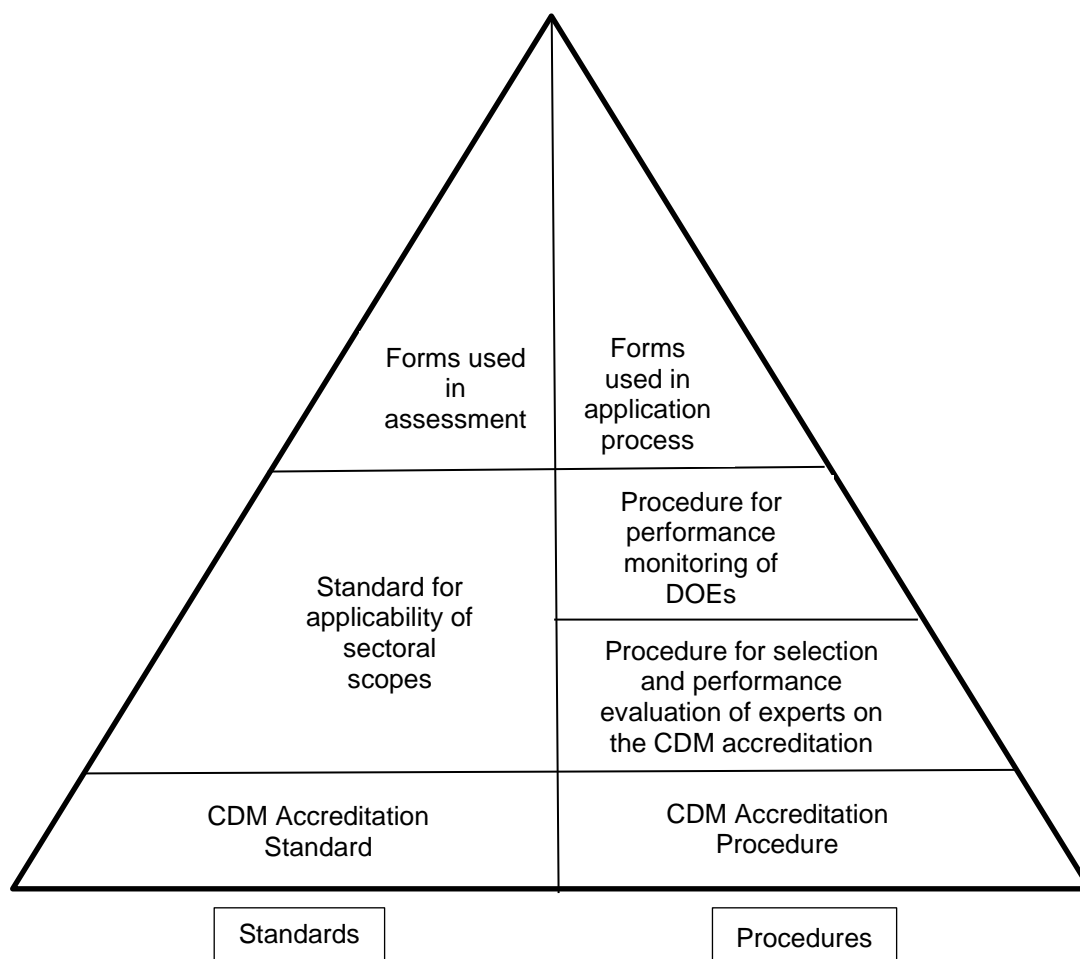 Forms used
in
assessment
Forms
used in
application
process
Standard for
applicability of
sectoral
scopes
Procedure for
performance
monitoring of
DOEs
Procedure for selection
and performance
evaluation of experts on
the CDM accreditation
CDM Accreditation
Standard
CDM Accreditation
Procedure
Standards
Procedures